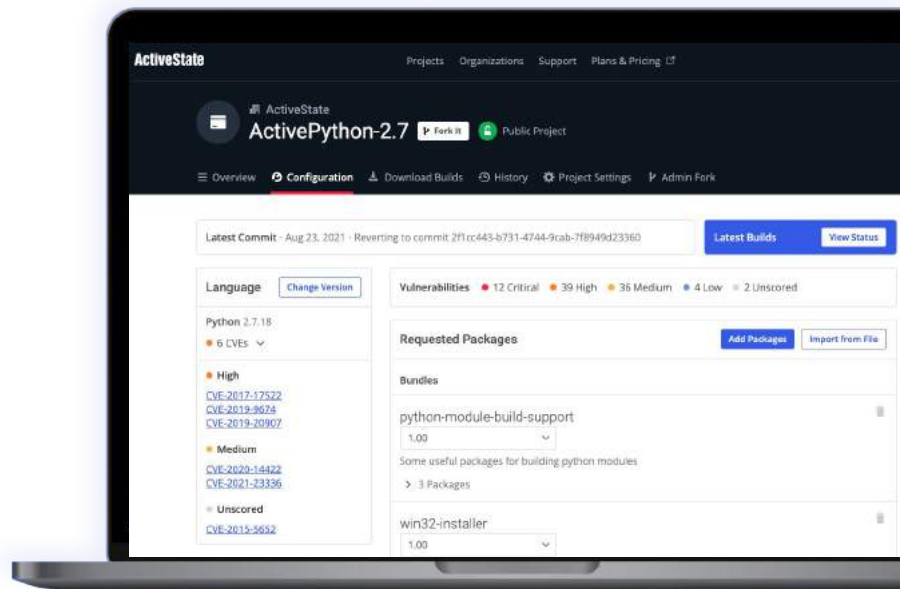 ActiveState
Projects Organizations Support Plans & Pricing
ActiveState
ActivePython-2.7 Fork it Public Project
Overview Configuration Download Builds History Project Settings Admin Fork
Latest Commit - Aug 23, 2021 - Reverting to commit 2f1cc443-b731-4744-9cab-7f8949d23360
Latest Builds View Status
Language Change Version
Python 2.7.18
6 CVEs
High
CVE-2017-17522
CVE-2019-9674
CVE-2019-20907
Medium
CVE-2020-14422
CVE-2021-23336
Unscored
CVE-2015-5652
Vulnerabilities 12 Critical 39 High 36 Medium 4 Low 2 Unscored
Requested Packages Add Packages Import from File
Bundles
python-module-build-support
1.00
Some useful packages for building python modules
3 Packages
win32-installer
1.00